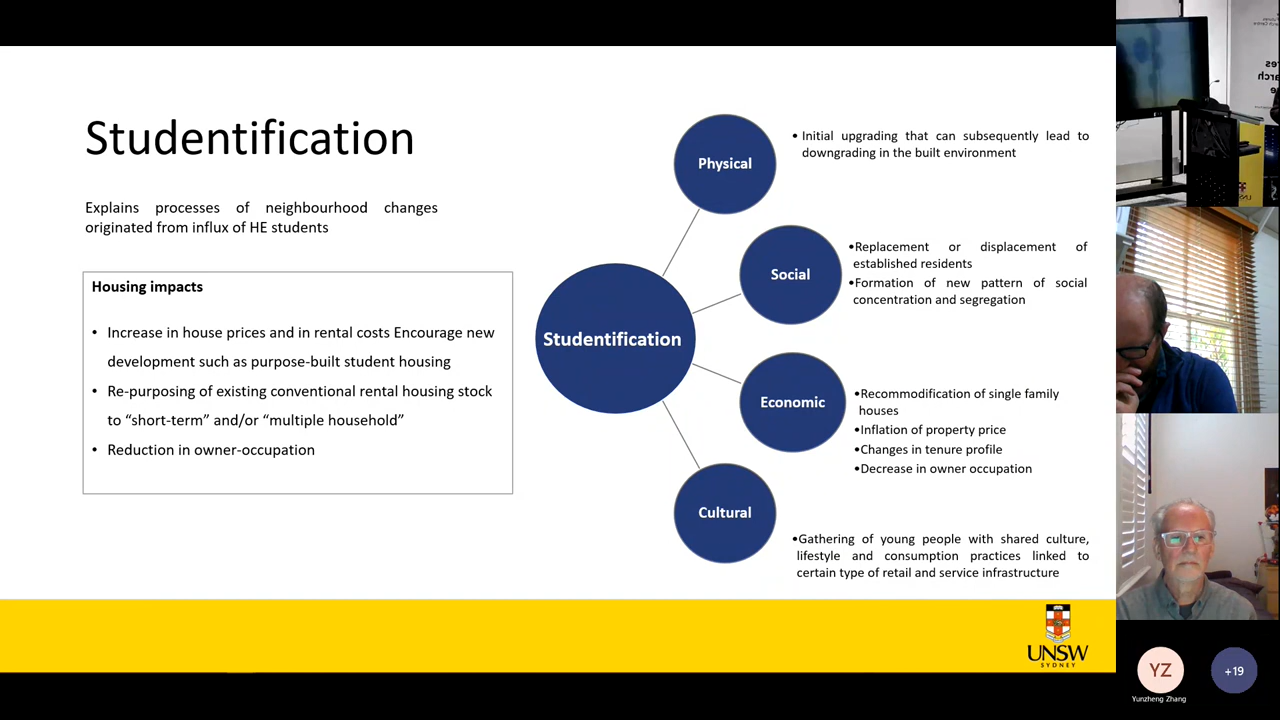 Studentification
Explains processes of neighbourhood changes
originated from influx of HE students
Housing impacts
• Increase in house prices and in rental costs Encourage new
development such as purpose-built student housing
• Re-purposing of existing conventional rental housing stock
to “short-term” and/or “multiple household”
• Reduction in owner-occupation
Studentification
Physical
• Initial upgrading that can subsequently lead to
downgrading in the built environment
Social
•Replacement or displacement of
established residents
•Formation of new pattern of social
concentration and segregation
Economic
•Recommodification of single family
houses
•Inflation of property price
•Changes in tenure profile
•Decrease in owner occupation
Cultural
•Gathering of young people with shared culture,
lifestyle and consumption practices linked to
certain type of retail and service infrastructure
UNSW
SYDNEY
YZ
Yunzheng Zhang
+19